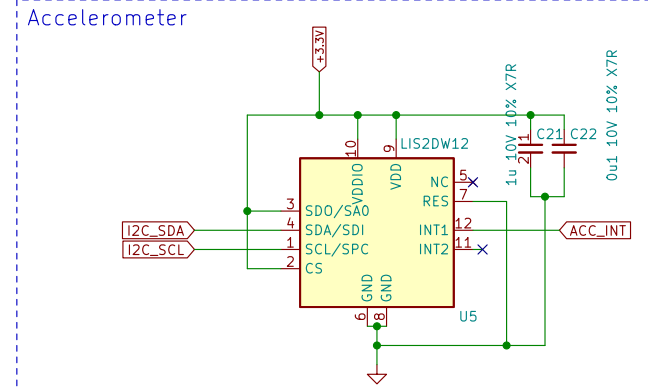 Accelerometer
+3.3V
1u 10V 10% X7R
0u1 10V 10% X7R
1
2
C21
C22
LIS2DW12
10
VDDIO
9
VDD
NC
5
RES
7
3
SDO/SA0
I2C_SDA
4
SDA/SDI
INT1
12
ACC_INT
I2C_SCL
1
SCL/SPC
INT2
11
2
CS
GND
GND
6
8
U5